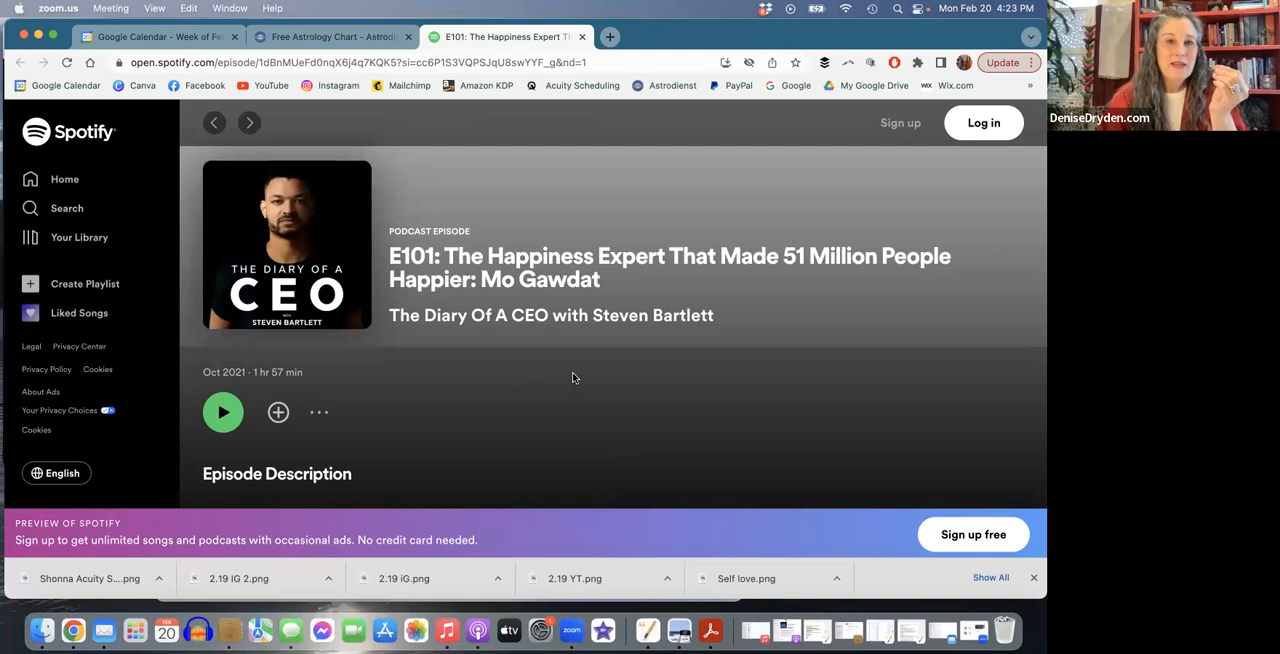 zoom.us Meeting View Edit Window Help Mon Feb 20 4:23 PM
Google Calendar - Week of Fe Free Astrology Chart - Astrodi E101: The Happiness Expert Th
open.spotify.com/episode/1dBnMUeFd0nqX6j4q7KQK5?si=cc6P1S3VQPSJqU8swYYF_g&nd=1 Update
Google Calendar Canva Facebook YouTube Instagram Mailchimp Amazon KDP Acuity Scheduling Astrodienst PayPal Google My Google Drive WIX Wix.com »
DeniseDryden.com
Spotify
Sign up Log in
Home
Search
Your Library
Create Playlist
Liked Songs
Legal Privacy Center
Privacy Policy Cookies
About Ads
Your Privacy Choices
Cookies
English
THE DIARY OF A
CEO
WITH
STEVEN BARTLETT
PODCAST EPISODE
E101: The Happiness Expert That Made 51 Million People
Happier: Mo Gawdat
The Diary Of A CEO with Steven Bartlett
Oct 2021 · 1 hr 57 min
Episode Description
PREVIEW OF SPOTIFY
Sign up to get unlimited songs and podcasts with occasional ads. No credit card needed.
Sign up free
Shonna Acuity S....png 2.19 IG 2.png 2.19 iG.png 2.19 YT.png Self love.png Show All
FEB
20
tv
1
zoom